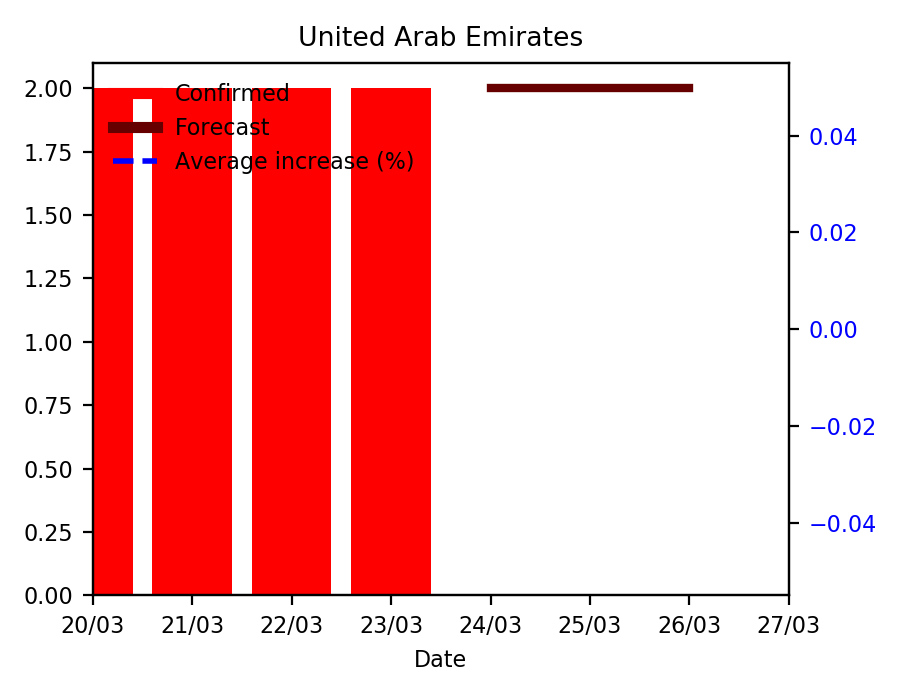 United Arab Emirates
2.00
1.75
1.50
1.25
1.00
0.75
0.50
0.25
0.00
Confirmed
Forecast
Average increase (%)
0.04
0.02
0.00
−0.02
−0.04
20/03 21/03 22/03 23/03 24/03 25/03 26/03 27/03
Date